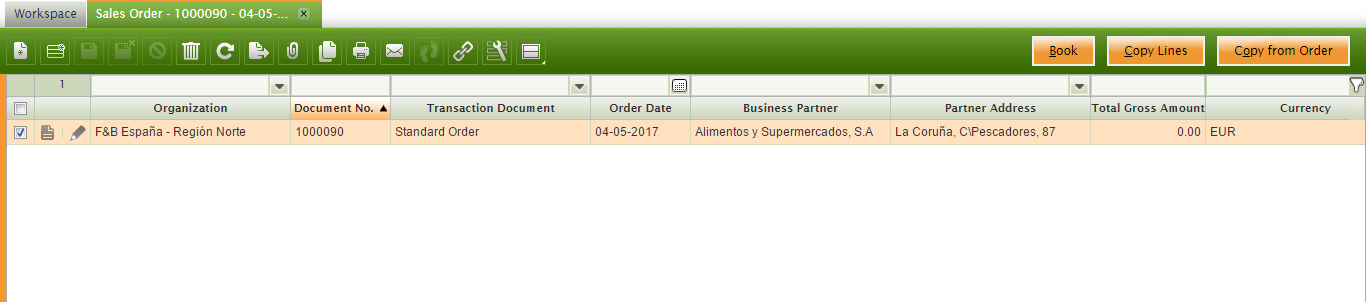 Workspace
Sales Order - 1000090 - 04-05-...
Book
Copy Lines
Copy from Order
1
Organization Document No. Transaction Document Order Date Business Partner Partner Address Total Gross Amount Currency
F&B España - Región Norte 1000090 Standard Order 04-05-2017 Alimentos y Supermercados, S.A La Coruña, C\Pescadores, 87 0.00 EUR